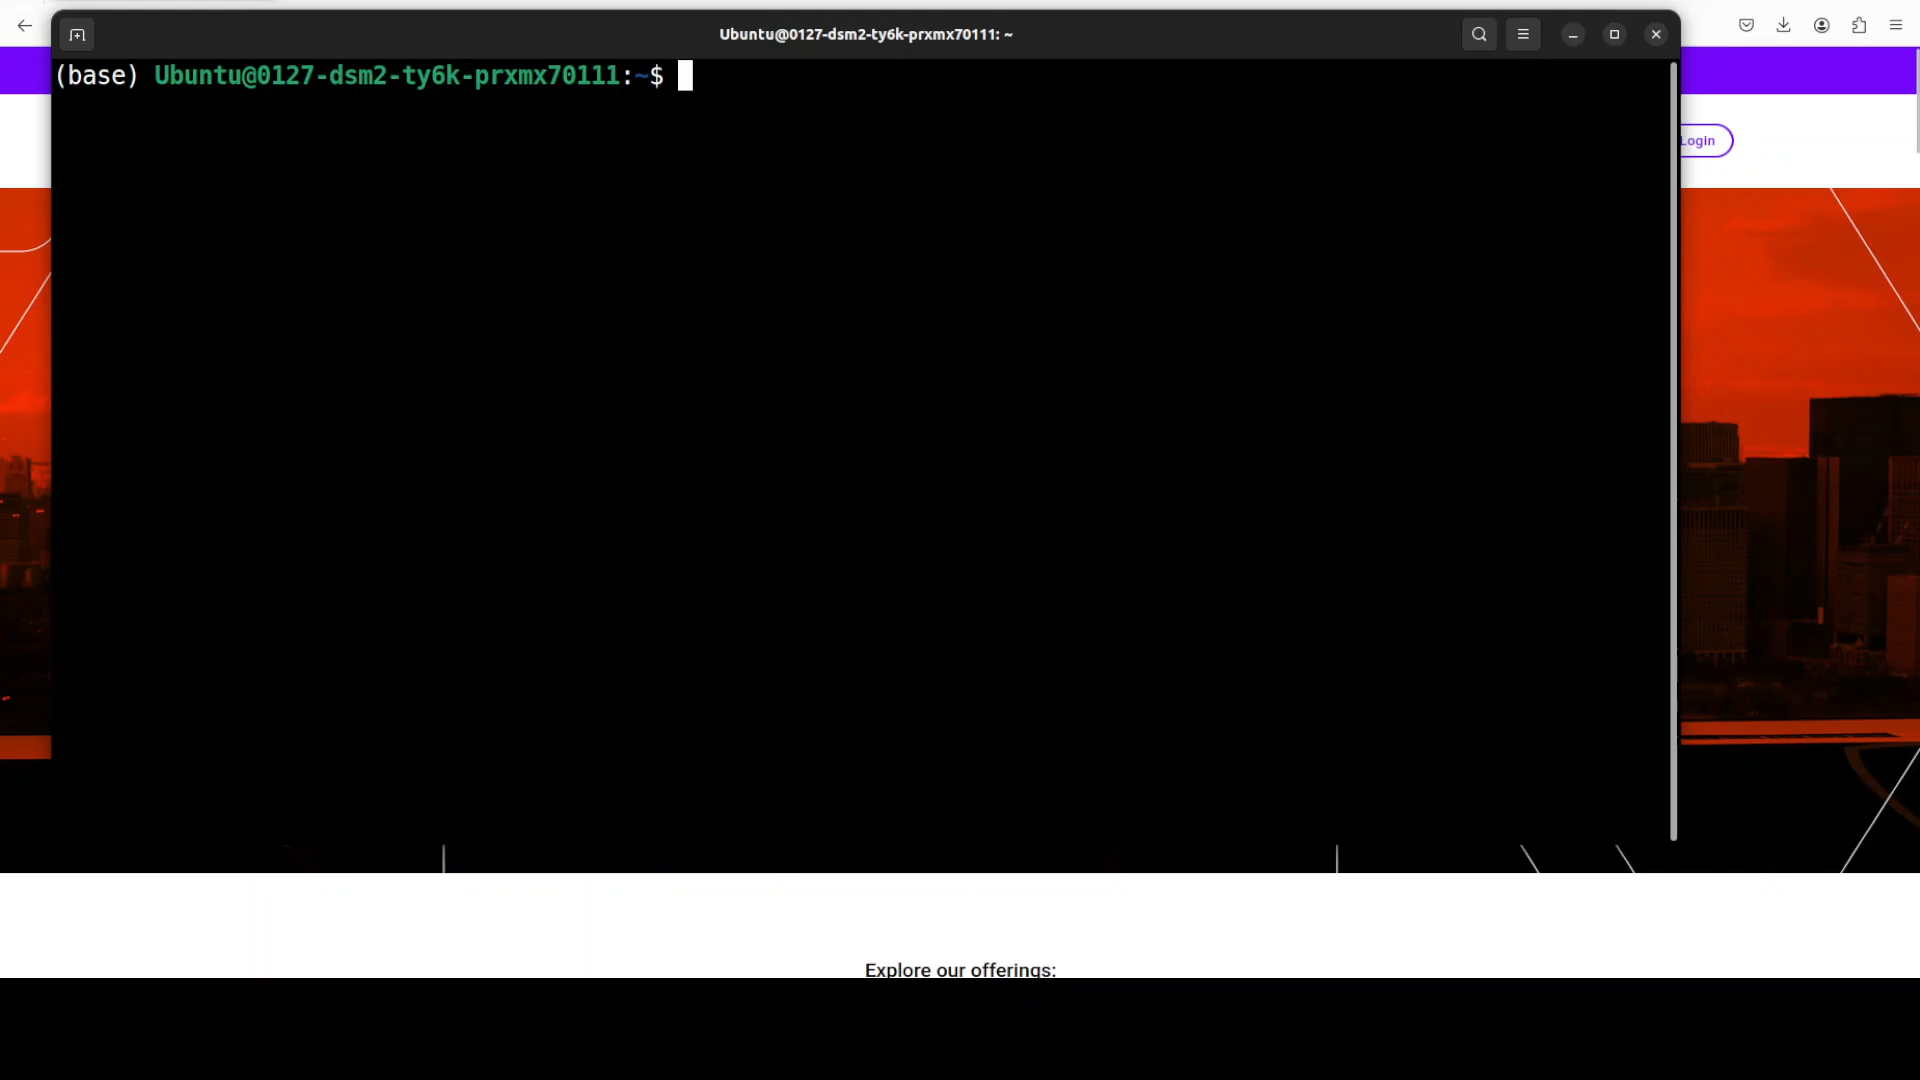 Ubuntu@0127-dsm2-ty6k-prxmx70111: ~
(base) Ubuntu@0127-dsm2-ty6k-prxmx70111:~$
Login
Explore our offerings: